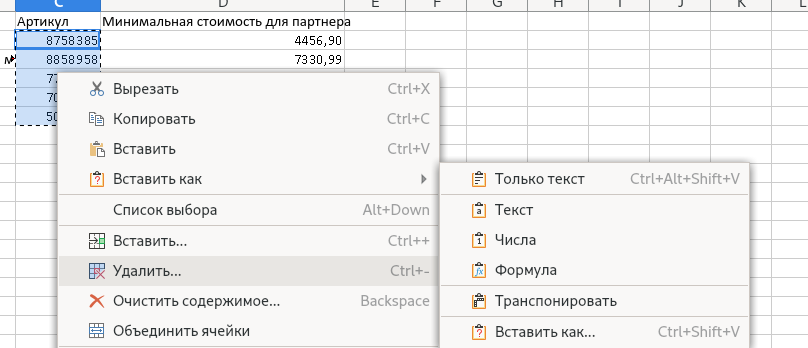 C D E F G H I J K L
Артикул Минимальная стоимость для партнера
8758385 4456,90
8858958 7330,99
Вырезать Ctrl+X
Копировать Ctrl+C
Вставить Ctrl+V
Вставить как
Только текст Ctrl+Alt+Shift+V
Список выбора Alt+Down
Текст
Вставить... Ctrl++
Числа
Удалить... Ctrl+-
Формула
Очистить содержимое... Backspace
Транспонировать
Объединить ячейки
Вставить как... Ctrl+Shift+V